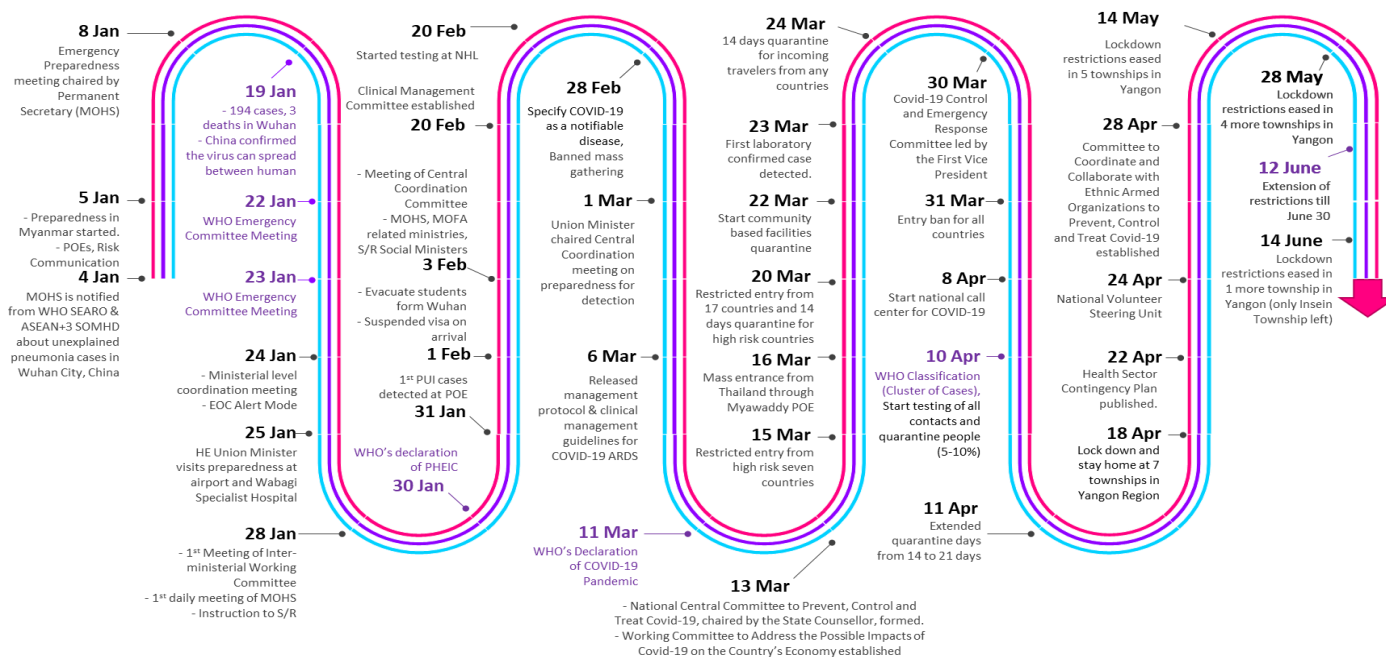 8 Jan
Emergency
Preparedness
meeting chaired by
Permanent
Secretary (MOHS)
5 Jan
- Preparedness in
Myanmar started.
- POEs, Risk
Communication
4 Jan
MOHS is notified
from WHO SEARO &
ASEAN+3 SOMHD
about unexplained
pneumonia cases in
Wuhan City, China
19 Jan
- 194 cases, 3
deaths in Wuhan
- China confirmed
the virus can spread
between human
22 Jan
WHO Emergency
Committee Meeting
23 Jan
WHO Emergency
Committee Meeting
24 Jan
- Ministerial level
coordination meeting
- EOC Alert Mode
25 Jan
HE Union Minister
visits preparedness at
airport and Wabagi
Specialist Hospital
28 Jan
- 1st Meeting of Inter-
ministerial Working
Committee
- 1st daily meeting of MOHS
- Instruction to S/R
20 Feb
Started testing at NHL
Clinical Management
Committee established
20 Feb
- Meeting of Central
Coordination
Committee
- MOHS, MOFA
related ministries,
S/R Social Ministers
3 Feb
- Evacuate students
form Wuhan
- Suspended visa on
arrival
1 Feb
1st PUI cases
detected at POE
31 Jan
WHO's declaration
of PHEIC
30 Jan
28 Feb
Specify COVID-19
as a notifiable
disease,
Banned mass
gathering
1 Mar
Union Minister
chaired Central
Coordination
meeting on
preparedness for
detection
6 Mar
Released
management
protocol & clinical
management
guidelines for
COVID-19 ARDS
11 Mar
WHO's Declaration
of COVID-19
Pandemic
13 Mar
- National Central Committee to Prevent, Control and
Treat Covid-19, chaired by the State Counsellor, formed.
- Working Committee to Address the Possible Impacts of
Covid-19 on the Country's Economy established
24 Mar
14 days quarantine
for incoming
travelers from any
countries
23 Mar
First laboratory
confirmed case
detected.
22 Mar
Start community
based facilities
quarantine
20 Mar
Restricted entry from
17 countries and 14
days quarantine for
high risk countries
16 Mar
Mass entrance from
Thailand through
Myawaddy POE
15 Mar
Restricted entry from
high risk seven
countries
30 Mar
Covid-19 Control
and Emergency
Response
Committee led by
the First Vice
President
31 Mar
Entry ban for all
countries
8 Apr
Start national call
center for COVID-19
10 Apr
WHO Classification
(Cluster of Cases),
Start testing of all
contacts and
quarantine people
(5-10%)
11 Apr
Extended
quarantine days
from 14 to 21 days
14 May
Lockdown
restrictions eased
in 5 townships in
Yangon
28 Apr
Committee to
Coordinate and
Collaborate with
Ethnic Armed
Organizations to
Prevent, Control
and Treat Covid-19
established
24 Apr
National Volunteer
Steering Unit
22 Apr
Health Sector
Contingency Plan
published.
18 Apr
Lock down and
stay home at 7
townships in
Yangon Region
28 May
Lockdown
restrictions eased in
4 more townships in
Yangon
12 June
Extension of
restrictions till
June 30
14 June
Lockdown
restrictions eased in
1 more township in
Yangon (only Insein
Township left)